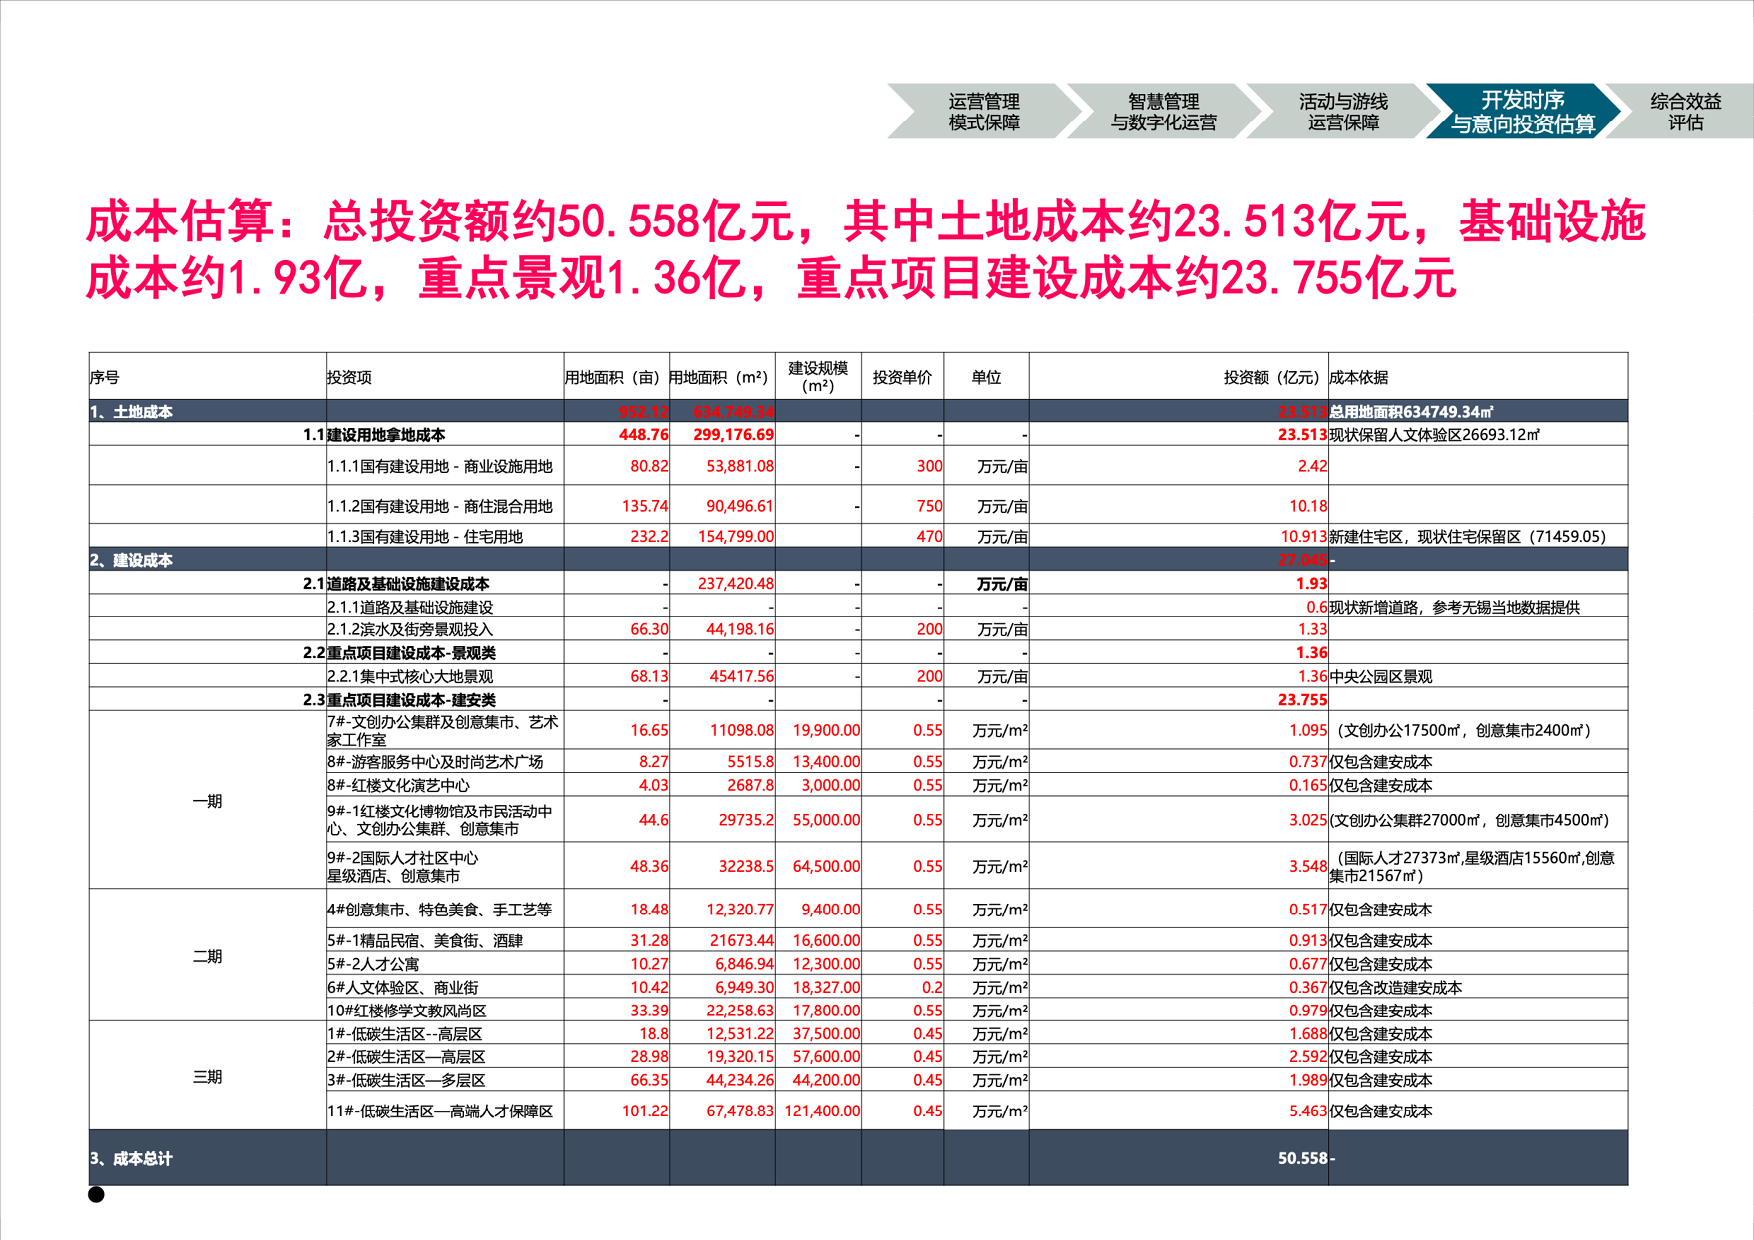 运营管理
模式保障
智慧管理
与数字化运营
活动与游线
运营保障
开发时序
与意向投资估算
综合效益
评估
成本估算：总投资额约50.558亿元，其中土地成本约23.513亿元，基础设施
成本约1.93亿，重点景观1.36亿，重点项目建设成本约23.755亿元
序号 投资项 用地面积（亩） 用地面积（m²） 建设规模（m²） 投资单价 单位 投资额（亿元） 成本依据
1、土地成本 952.12 634,749.34 23.513 总用地面积634749.34㎡
1.1 建设用地拿地成本 448.76 299,176.69 - - - 23.513 现状保留人文体验区26693.12㎡
1.1.1国有建设用地 - 商业设施用地 80.82 53,881.08 - 300 万元/亩 2.42
1.1.2国有建设用地 - 商住混合用地 135.74 90,496.61 - 750 万元/亩 10.18
1.1.3国有建设用地 - 住宅用地 232.2 154,799.00 470 万元/亩 10.913 新建住宅区，现状住宅保留区（71459.05）
2、建设成本 27.045 -
2.1 道路及基础设施建设成本 - 237,420.48 - - 万元/亩 1.93
2.1.1道路及基础设施建设 - - - - - 0.6 现状新增道路，参考无锡当地数据提供
2.1.2滨水及街旁景观投入 66.30 44,198.16 - 200 万元/亩 1.33
2.2 重点项目建设成本-景观类 - - - - - 1.36
2.2.1集中式核心大地景观 68.13 45417.56 - 200 万元/亩 1.36 中央公园区景观
2.3 重点项目建设成本-建安类 - - - - 23.755
一期
7#-文创办公集群及创意集市、艺术
家工作室 16.65 11098.08 19,900.00 0.55 万元/m² 1.095 （文创办公17500㎡，创意集市2400㎡）
8#-游客服务中心及时尚艺术广场 8.27 5515.8 13,400.00 0.55 万元/m² 0.737 仅包含建安成本
8#-红楼文化演艺中心 4.03 2687.8 3,000.00 0.55 万元/m² 0.165 仅包含建安成本
9#-1红楼文化博物馆及市民活动中
心、文创办公集群、创意集市 44.6 29735.2 55,000.00 0.55 万元/m² 3.025 (文创办公集群27000㎡，创意集市4500㎡)
9#-2国际人才社区中心
星级酒店、创意集市 48.36 32238.5 64,500.00 0.55 万元/m² 3.548 （国际人才27373㎡,星级酒店15560㎡,创意
集市21567㎡）
二期
4#创意集市、特色美食、手工艺等 18.48 12,320.77 9,400.00 0.55 万元/m² 0.517 仅包含建安成本
5#-1精品民宿、美食街、酒肆 31.28 21673.44 16,600.00 0.55 万元/m² 0.913 仅包含建安成本
5#-2人才公寓 10.27 6,846.94 12,300.00 0.55 万元/m² 0.677 仅包含建安成本
6#人文体验区、商业街 10.42 6,949.30 18,327.00 0.2 万元/m² 0.367 仅包含改造建安成本
10#红楼修学文教风尚区 33.39 22,258.63 17,800.00 0.55 万元/m² 0.979 仅包含建安成本
三期
1#-低碳生活区--高层区 18.8 12,531.22 37,500.00 0.45 万元/m² 1.688 仅包含建安成本
2#-低碳生活区—高层区 28.98 19,320.15 57,600.00 0.45 万元/m² 2.592 仅包含建安成本
3#-低碳生活区—多层区 66.35 44,234.26 44,200.00 0.45 万元/m² 1.989 仅包含建安成本
11#-低碳生活区—高端人才保障区 101.22 67,478.83 121,400.00 0.45 万元/m² 5.463 仅包含建安成本
3、成本总计 50.558 -